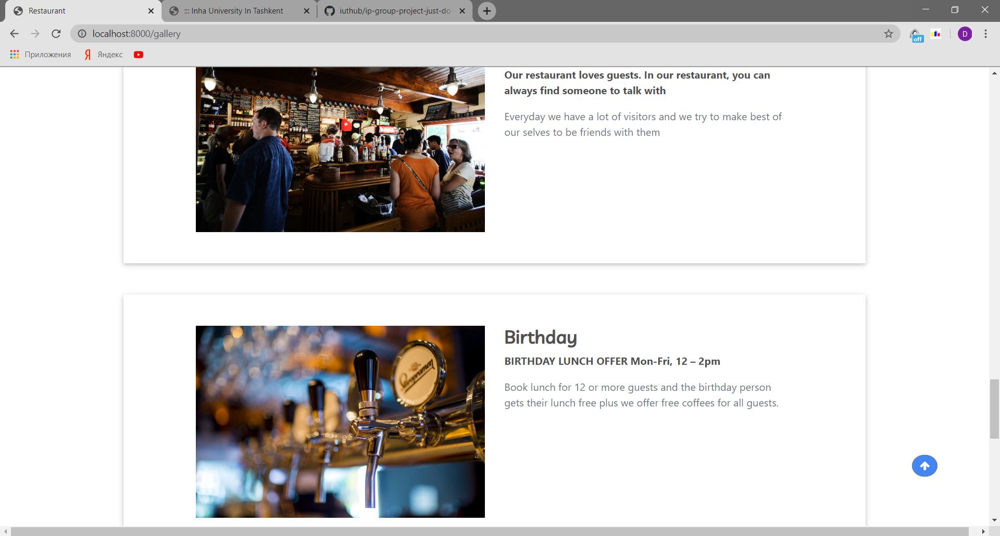 Restaurant
::: Inha University In Tashkent
iuthub/ip-group-project-just-do-
localhost:8000/gallery
off
D
Приложения
Яндекс
Our restaurant loves guests. In our restaurant, you can
always find someone to talk with
Everyday we have a lot of visitors and we try to make best of
our selves to be friends with them
Staropramen
Birthday
BIRTHDAY LUNCH OFFER Mon-Fri, 12 – 2pm
Book lunch for 12 or more guests and the birthday person
gets their lunch free plus we offer free coffees for all guests.